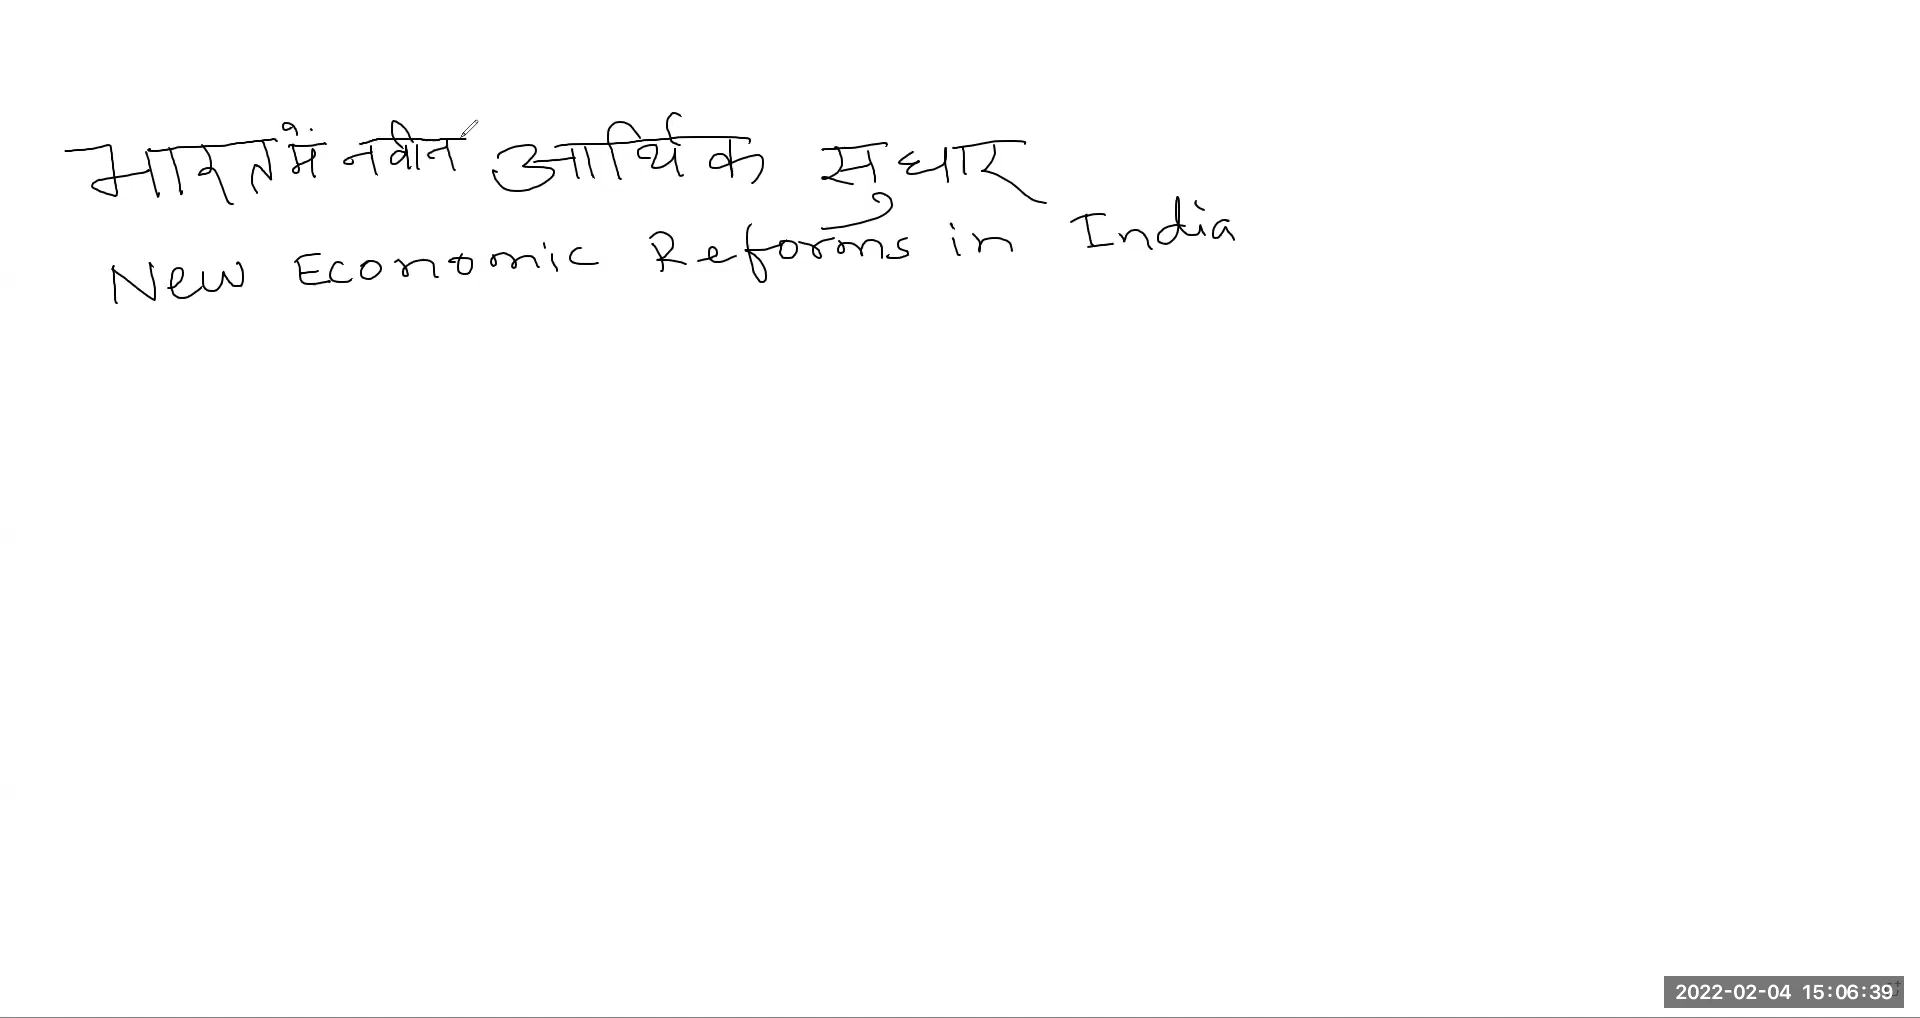 भारत में नवीन आर्थिक सुधार
New Economic Reforms in India
2022-02-04 15:06:39